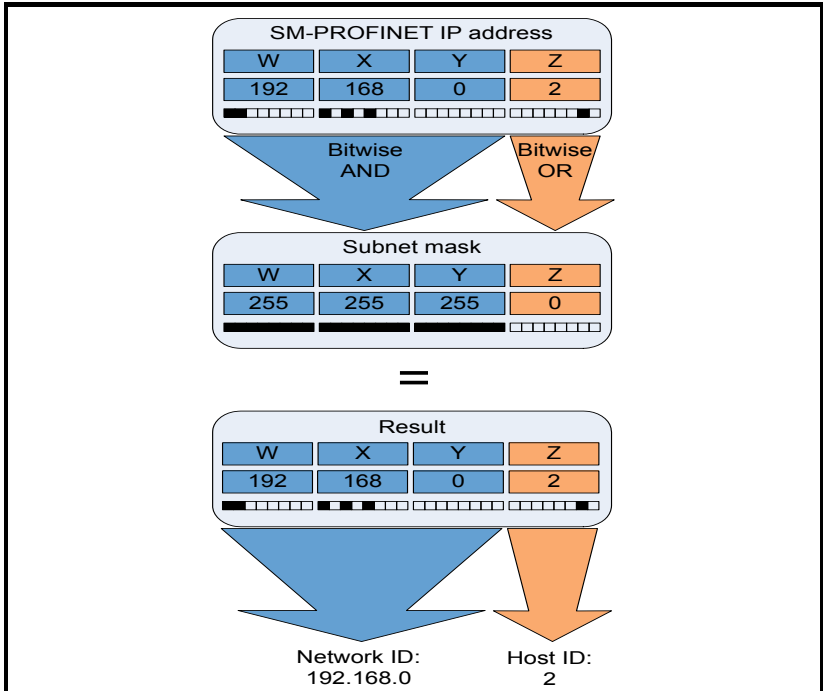 SM-PROFINET IP address
W X Y Z
192 168 0 2
Bitwise AND
Bitwise OR
Subnet mask
W X Y Z
255 255 255 0
=
Result
W X Y Z
192 168 0 2
Network ID:
192.168.0
Host ID:
2